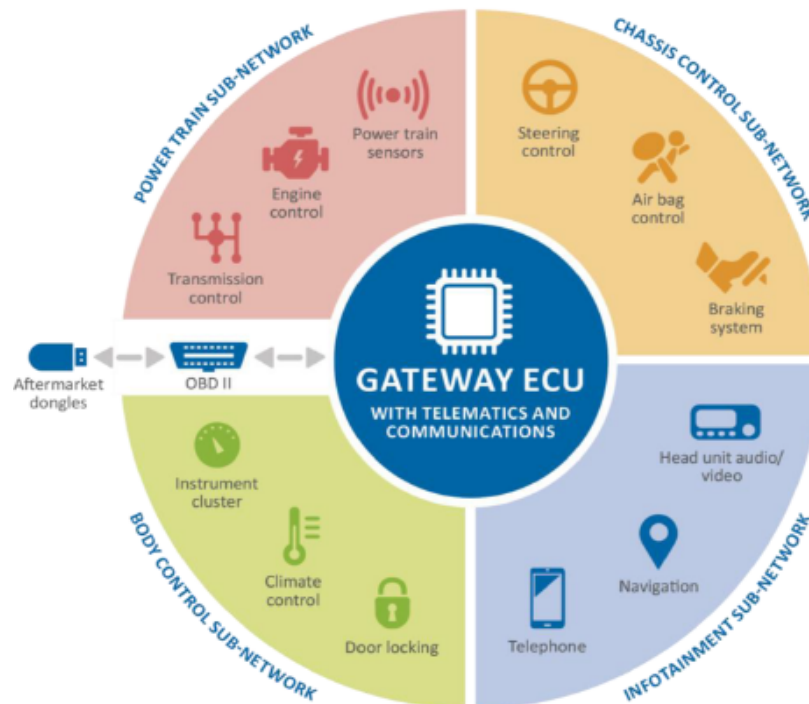 POWER TRAIN SUB-NETWORK
Power train
sensors
Engine
control
Transmission
control
CHASSIS CONTROL SUB-NETWORK
Steering
control
Air bag
control
Braking
system
Aftermarket
dongles
OBD II
GATEWAY ECU
WITH TELEMATICS AND
COMMUNICATIONS
BODY CONTROL SUB-NETWORK
Instrument
cluster
Climate
control
Door locking
INFOTAINMENT SUB-NETWORK
Head unit audio/
video
Navigation
Telephone